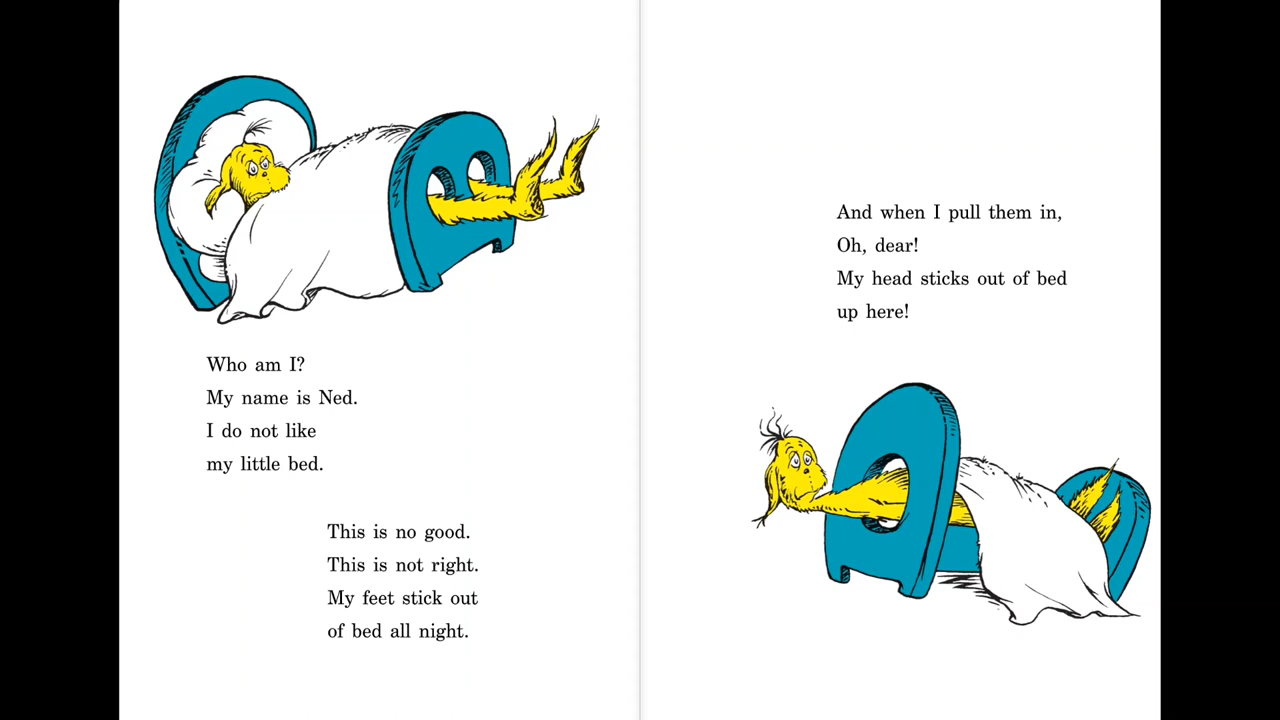 Who am I?
My name is Ned.
I do not like
my little bed.
This is no good.
This is not right.
My feet stick out
of bed all night.
And when I pull them in,
Oh, dear!
My head sticks out of bed
up here!